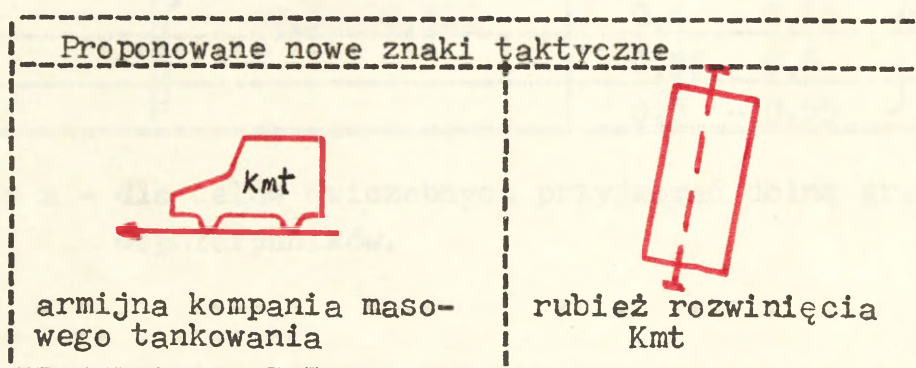 Proponowane nowe znaki taktyczne
Kmt
armijna kompania maso-
wego tankowania
rubież rozwinięcia
Kmt